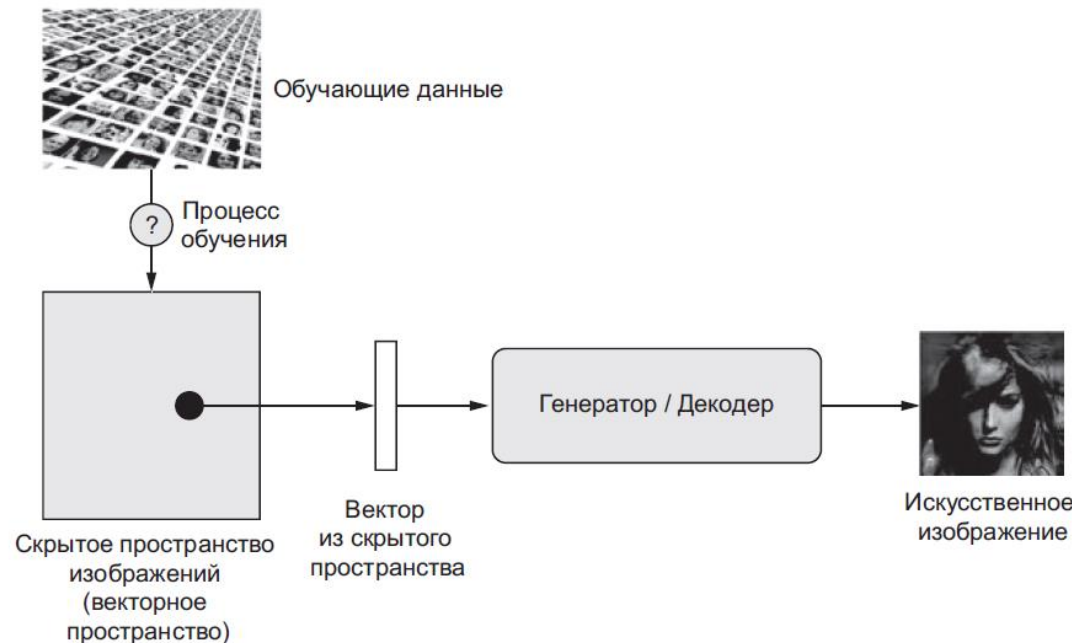 Обучающие данные
?
Процесс
обучения
Генератор / Декодер
Вектор
из скрытого
пространства
Искусственное
изображение
Скрытое пространство
изображений
(векторное
пространство)